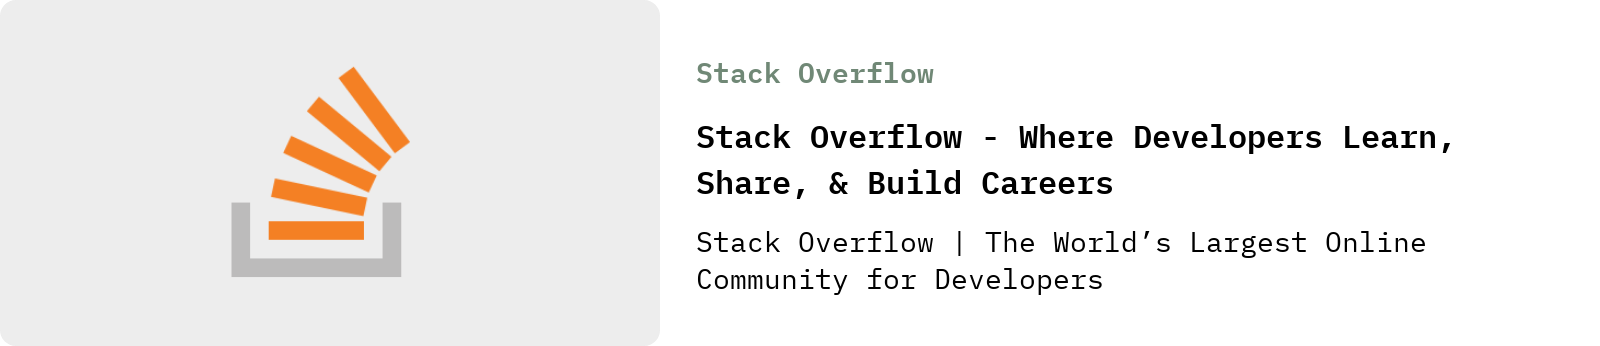 Stack Overflow
Stack Overflow - Where Developers Learn,
Share, & Build Careers
Stack Overflow | The World’s Largest Online
Community for Developers